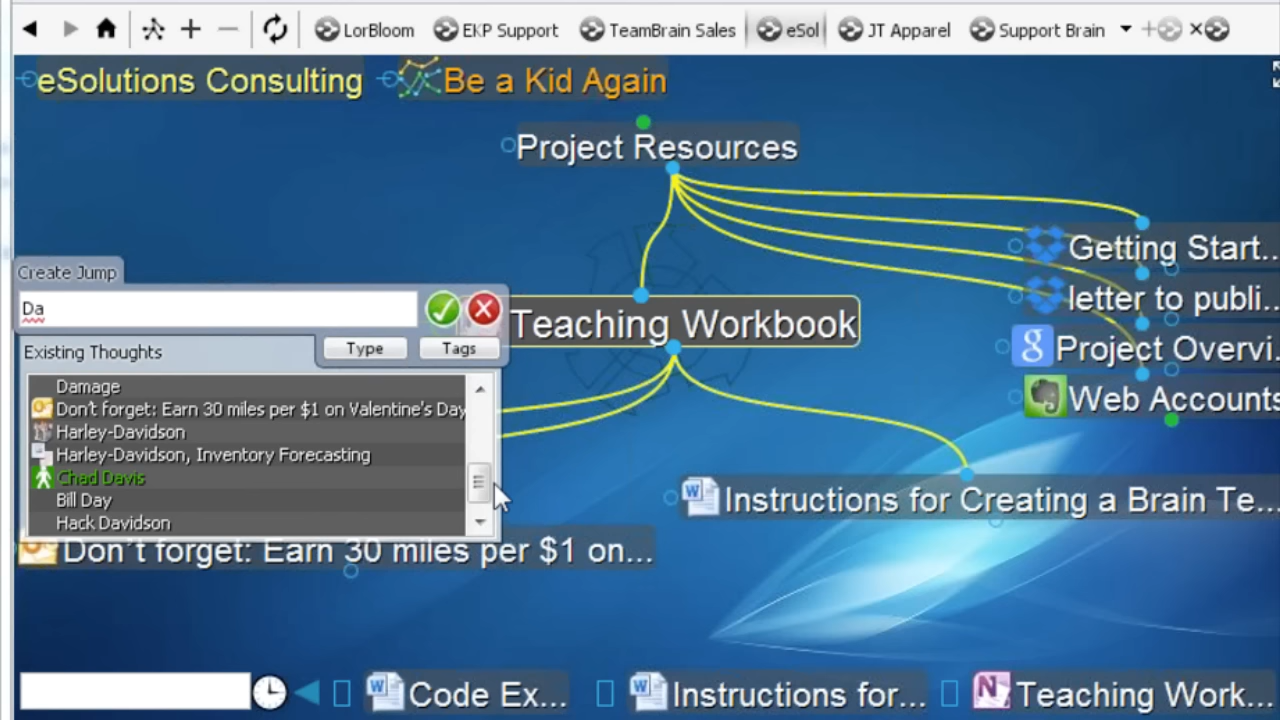 LorBloom EKP Support TeamBrain Sales eSol JT Apparel Support Brain
eSolutions Consulting Be a Kid Again
Project Resources
Getting Start...
letter to publi...
Project Overvi...
Web Accounts
Create Jump
Da
Teaching Workbook
Existing Thoughts Type Tags
Damage
Don't forget: Earn 30 miles per $1 on Valentine's Day
Harley-Davidson
Harley-Davidson, Inventory Forecasting
Chad Davis
Bill Day
Hack Davidson
Instructions for Creating a Brain Te...
Don't forget: Earn 30 miles per $1 on...
Code Ex... Instructions for... Teaching Work...